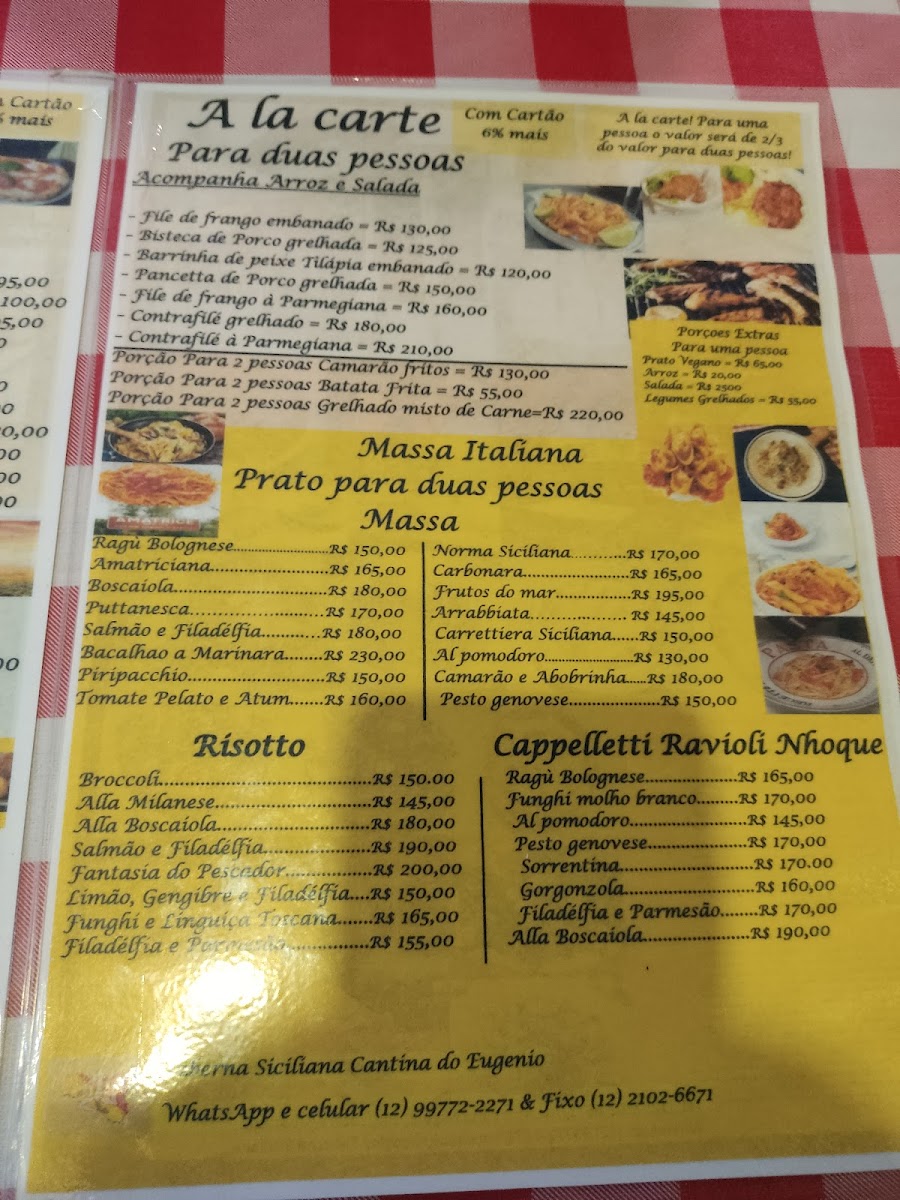 Cartão
% mais
95,00
100,00
5,00
A la carte
Para duas pessoas
Acompanha Arroz e Salada
Com Cartão
6% mais
A la carte! Para uma
pessoa o valor será de 2/3
do valor para duas pessoas!
- File de frango embanado = R$ 130,00
- Bisteca de Porco grelhada = R$ 125,00
- Barrinha de peixe Tilápia embanado = R$ 120,00
- Pancetta de Porco grelhada = R$ 150,00
- File de frango à Parmegiana = R$ 160,00
- Contrafilé grelhado = R$ 180,00
- Contrafilé à Parmegiana = R$ 210,00
Porção Para 2 pessoas Camarão fritos = R$ 130,00
Porção Para 2 pessoas Batata Frita = R$ 55,00
Porção Para 2 pessoas Grelhado misto de Carne=R$ 220,00
Porçoes Extras
Para uma pessoa
Prato Vegano = R$ 65,00
Arroz = R$ 20,00
Salada = R$ 2500
Legumes Grelhados = R$ 55,00
Massa Italiana
Prato para duas pessoas
Massa
AMATRICE
Ragù Bolognese............................R$ 150,00
Amatriciana.........................R$ 165,00
Boscaiola................................R$ 180,00
Puttanesca..........................R$ 170,00
Salmão e Filadélfia............R$ 180,00
Bacalhao a Marinara........R$ 230,00
Piripacchio.............................R$ 150,00
Tomate Pelato e Atum.......R$ 160,00
Norma Siciliana...........R$ 170,00
Carbonara.......................R$ 165,00
Frutos do mar..................R$ 195,00
Arrabbiata.....................R$ 145,00
Carrettiera Siciliana......R$ 150,00
Al pomodoro..........................R$ 130,00
Camarão e Abobrinha......R$ 180,00
Pesto genovese......................R$ 150,00
Risotto
Broccoli.........................................R$ 150.00
Alla Milanese..............................R$ 145,00
Alla Boscaiola.............................R$ 180,00
Salmão e Filadélfia....................R$ 190,00
Fantasia do Pescador................R$ 200,00
Limão, Gengibre e Filadélfia....R$ 150,00
Funghi e Linguiça Toscana......R$ 165,00
Filadélfia e Parmesão................R$ 155,00
Cappelletti Ravioli Nhoque
Ragù Bolognese...................R$ 165,00
Funghi molho branco.........R$ 170,00
Al pomodoro.........................R$ 145,00
Pesto genovese......................R$ 170,00
Sorrentina..........................R$ 170.00
Gorgonzola.........................R$ 160,00
Filadélfia e Parmesão........R$ 170,00
Alla Boscaiola.......................R$ 190,00
Siciliana Cantina do Eugenio
WhatsApp e celular (12) 99772-2271 & Fixo (12) 2102-6671